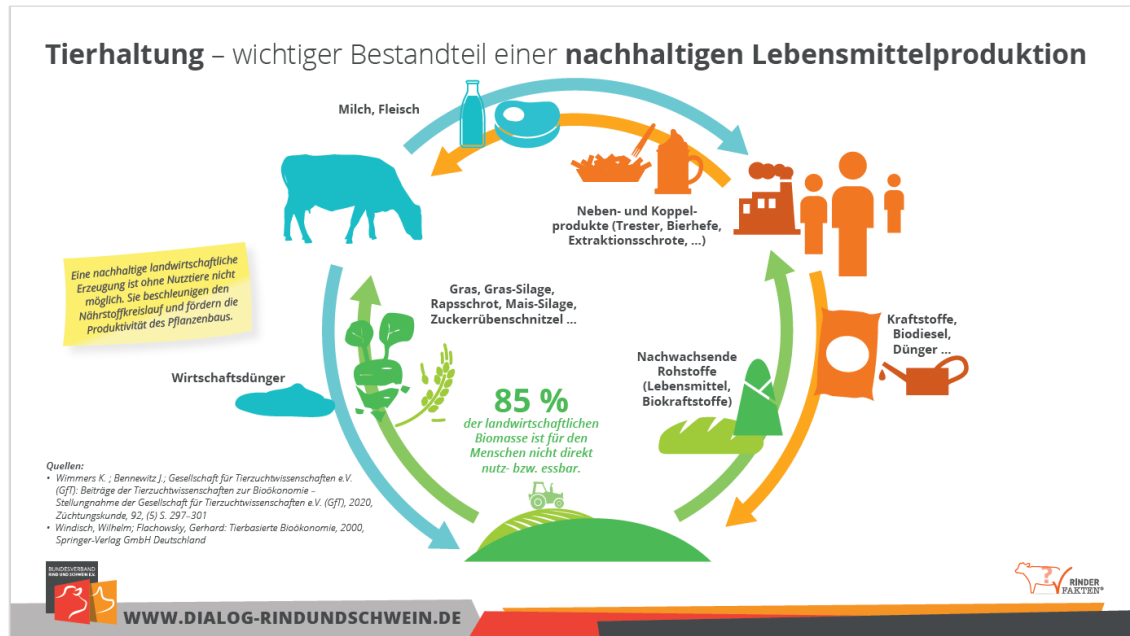 Tierhaltung – wichtiger Bestandteil einer nachhaltigen Lebensmittelproduktion
Milch, Fleisch
Neben- und Koppel-
produkte (Trester, Bierhefe,
Extraktionsschrote, ...)
Eine nachhaltige landwirtschaftliche
Erzeugung ist ohne Nutztiere nicht
möglich. Sie beschleunigen den
Nährstoffkreislauf und fördern die
Produktivität des Pflanzenbaus.
Gras, Gras-Silage,
Rapsschrot, Mais-Silage,
Zuckerrübenschnitzel ...
Kraftstoffe,
Biodiesel,
Dünger ...
Wirtschaftsdünger
Nachwachsende
Rohstoffe
(Lebensmittel,
Biokraftstoffe)
85 %
der landwirtschaftlichen
Biomasse ist für den
Menschen nicht direkt
nutz- bzw. essbar.
Quellen:
• Wimmers K. ; Bennewitz J.; Gesellschaft für Tierzuchtwissenschaften e.V.
(GfT): Beiträge der Tierzuchtwissenschaften zur Bioökonomie –
Stellungnahme der Gesellschaft für Tierzuchtwissenschaften e.V. (GfT), 2020,
Züchtungskunde, 92, (5) S. 297–301
• Windisch, Wilhelm; Flachowsky, Gerhard: Tierbasierte Bioökonomie, 2000,
Springer-Verlag GmbH Deutschland
BUNDESVERBAND
RIND UND SCHWEIN E.V.
WWW.DIALOG-RINDUNDSCHWEIN.DE
?
RINDER
FAKTEN®